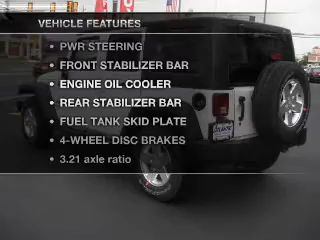 VEHICLE FEATURES
• PWR STEERING
• FRONT STABILIZER BAR
• ENGINE OIL COOLER
• REAR STABILIZER BAR
• FUEL TANK SKID PLATE
• 4-WHEEL DISC BRAKES
• 3.21 axle ratio